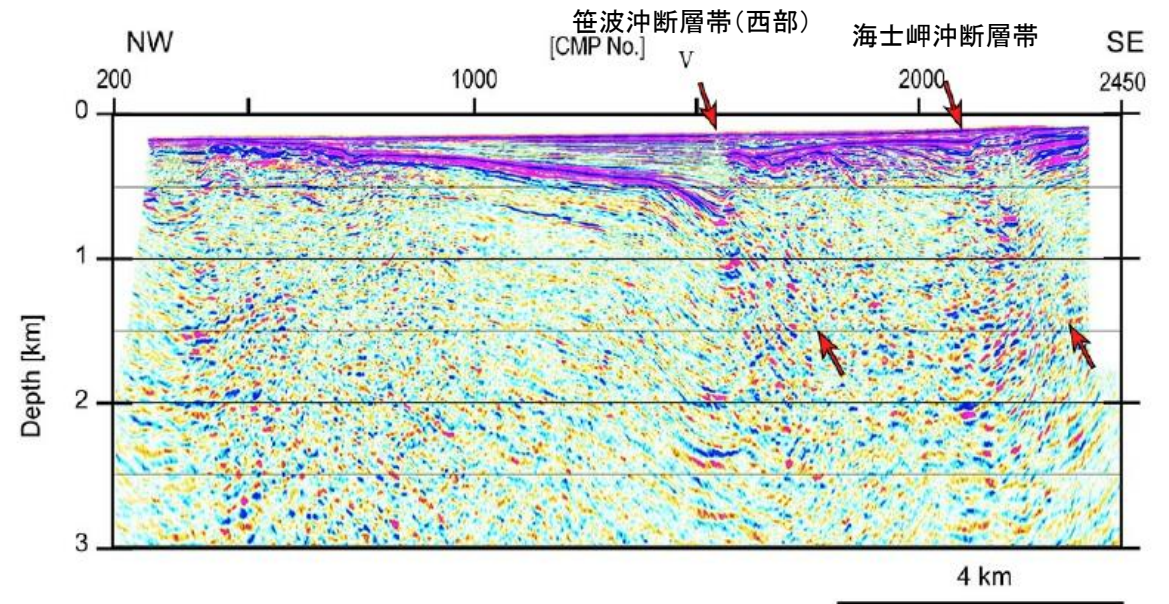 笹波沖断層帯（西部）
海士岬沖断層帯
NW
[CMP No.]
V
SE
200
1000
2000
2450
0
1
2
3
Depth [km]
4 km